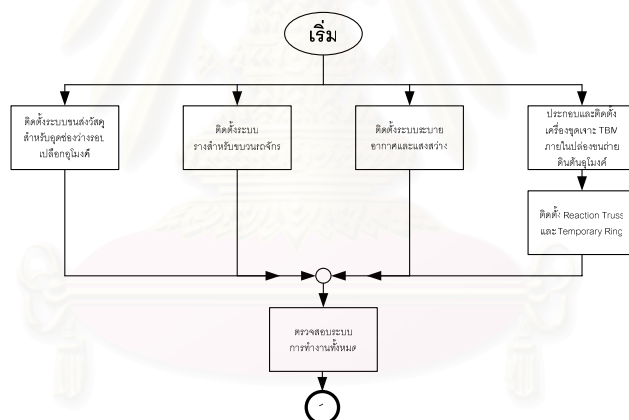 เริ่ม
ติดตั้งระบบขนส่งวัสดุ
สำหรับอุดช่องว่างรอบ
เปลือกอุโมงค์
ติดตั้งระบบ
รางสำหรับขบวนรถจักร
ติดตั้งระบบระบาย
อากาศและแสงสว่าง
ประกอบและติดตั้ง
เครื่องขุดเจาะ TBM
ภายในปล่องขนถ่าย
ดินต้นอุโมงค์
ติดตั้ง Reaction Truss
และ Temporary Ring
ตรวจสอบระบบ
การทำงานทั้งหมด